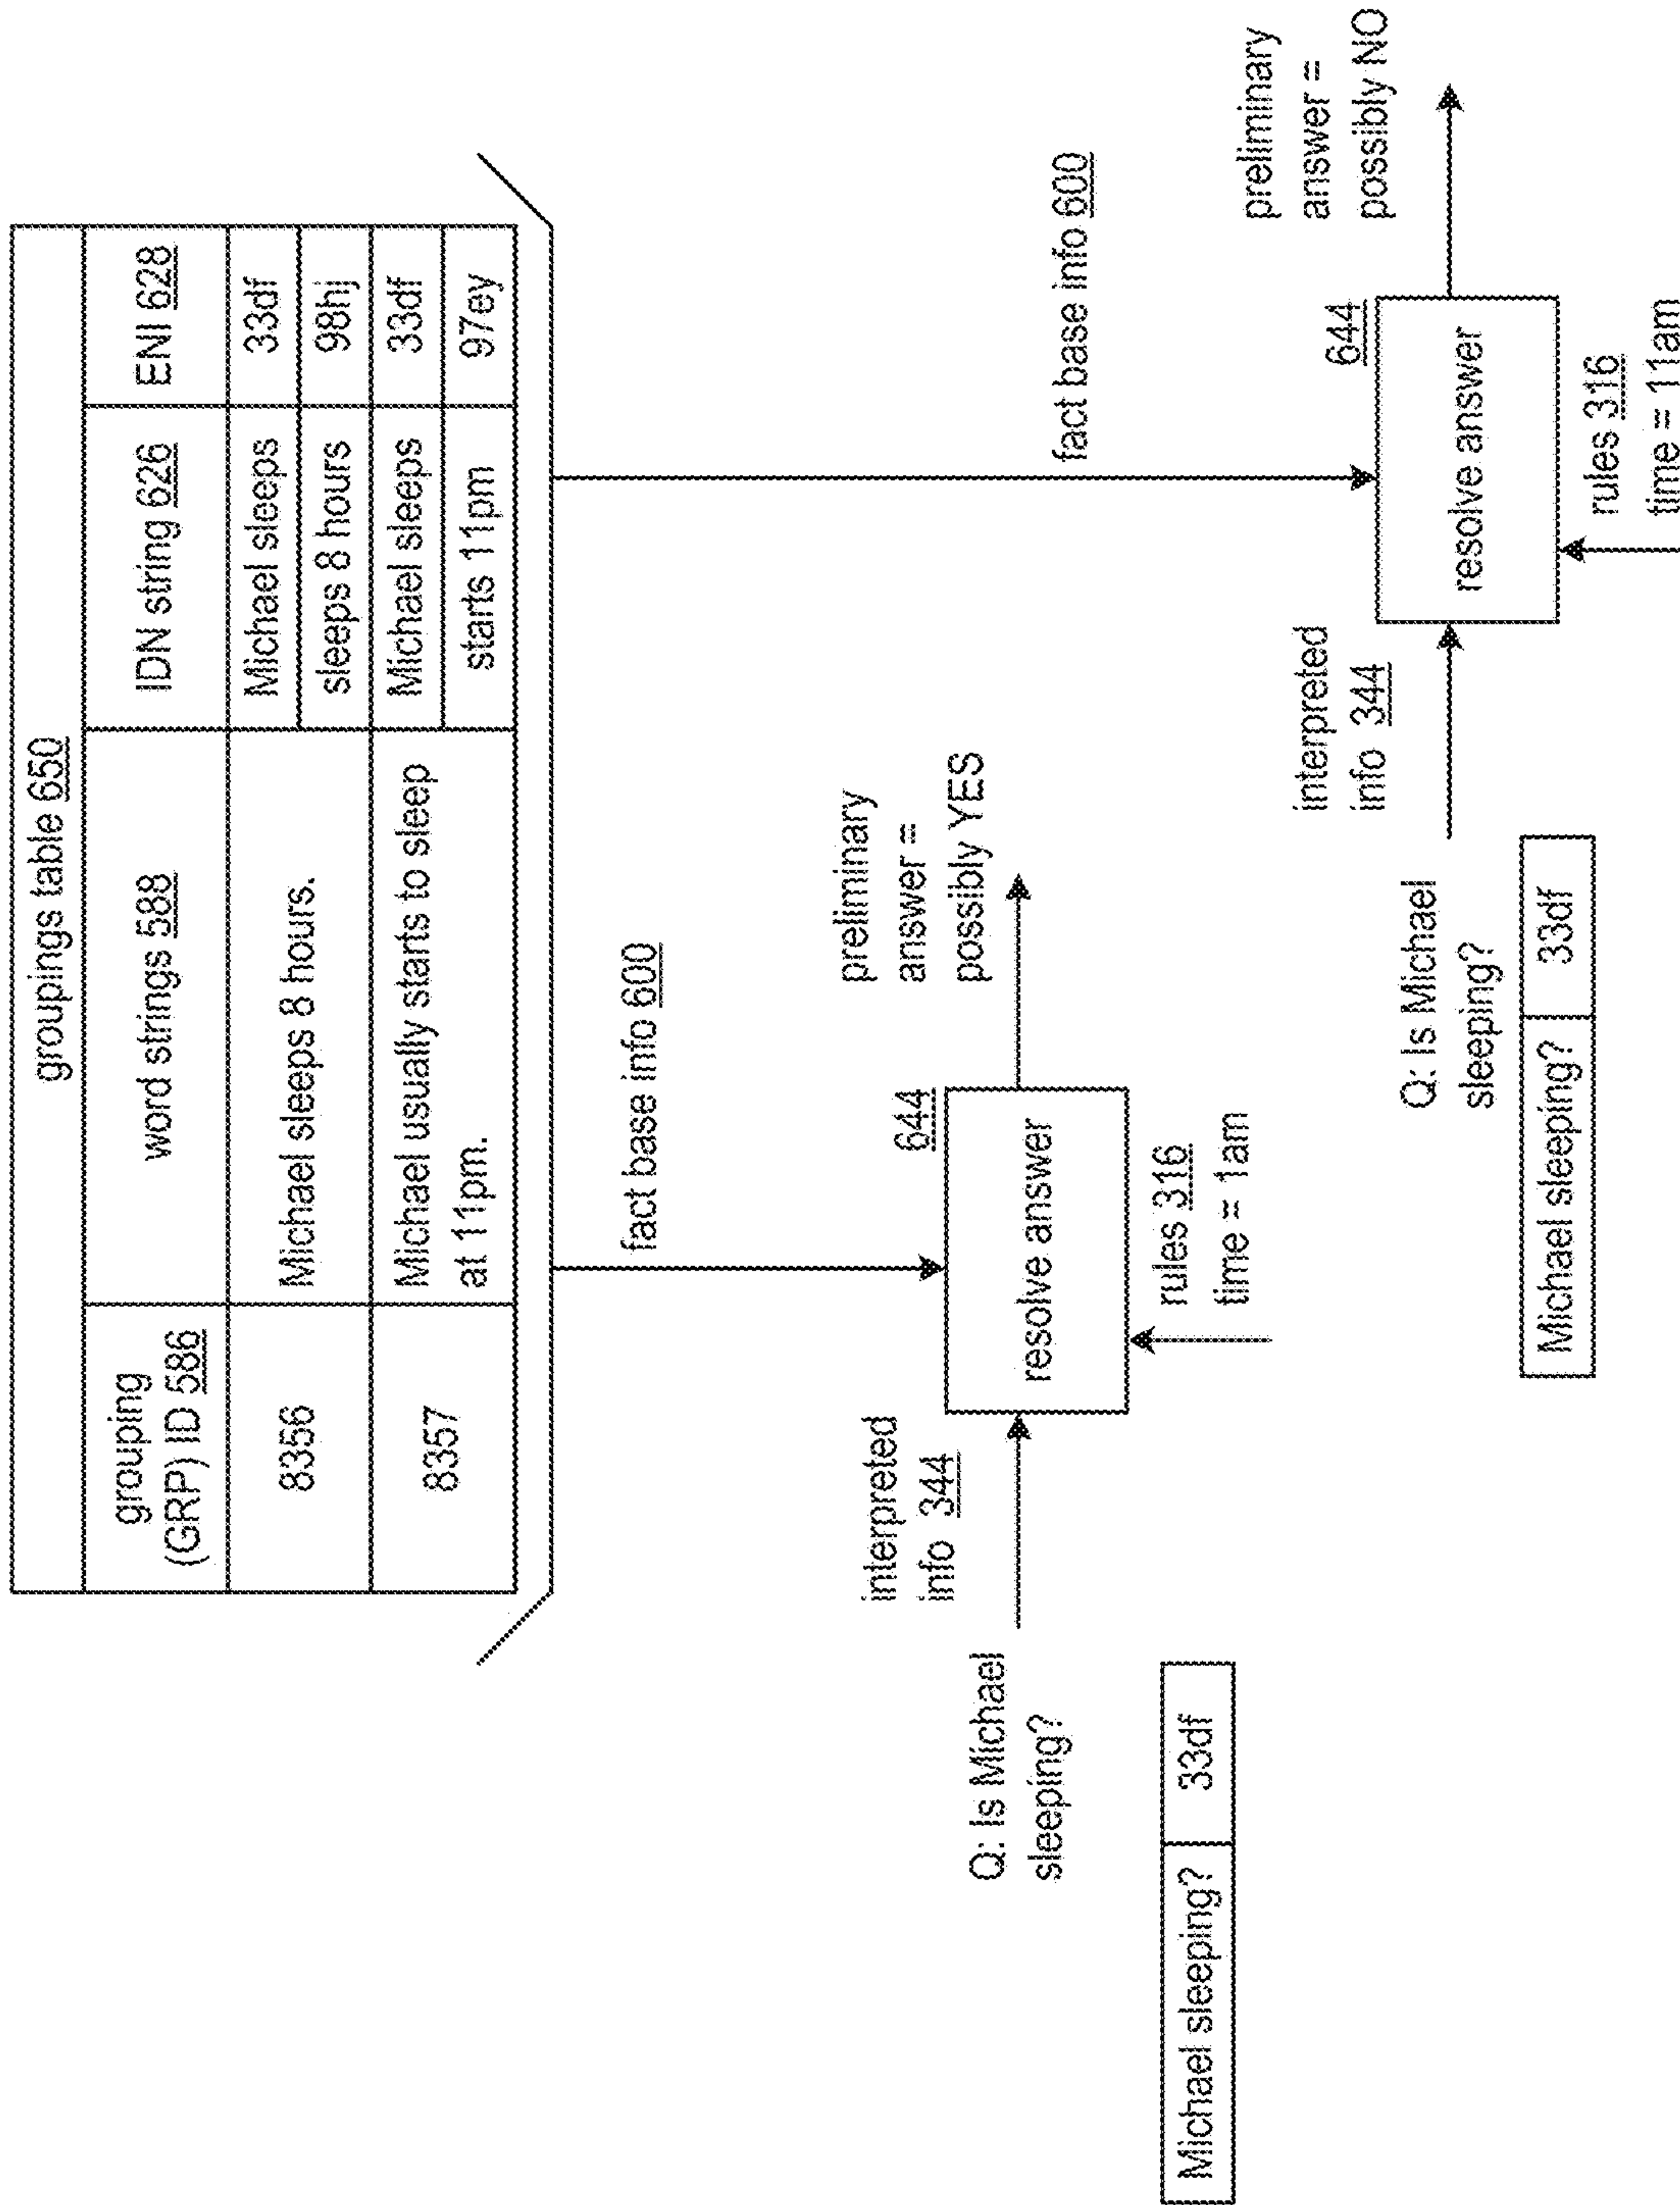 groupings table 650
grouping
(GRP) ID 586
word strings 588
IDN string 626
ENI 628
8356
Michael sleeps 8 hours.
Michael sleeps
33df
sleeps 8 hours
98hj
8357
Michael usually starts to sleep
at 11pm.
Michael sleeps
33df
starts 11pm
97ey
fact base info 600
interpreted
info 344
Q: Is Michael
sleeping?
Michael sleeping?
33df
644
resolve answer
rules 316
time = 1am
preliminary
answer =
possibly YES
fact base info 600
interpreted
info 344
Q: Is Michael
sleeping?
Michael sleeping?
33df
644
resolve answer
rules 316
time = 11am
preliminary
answer =
possibly NO